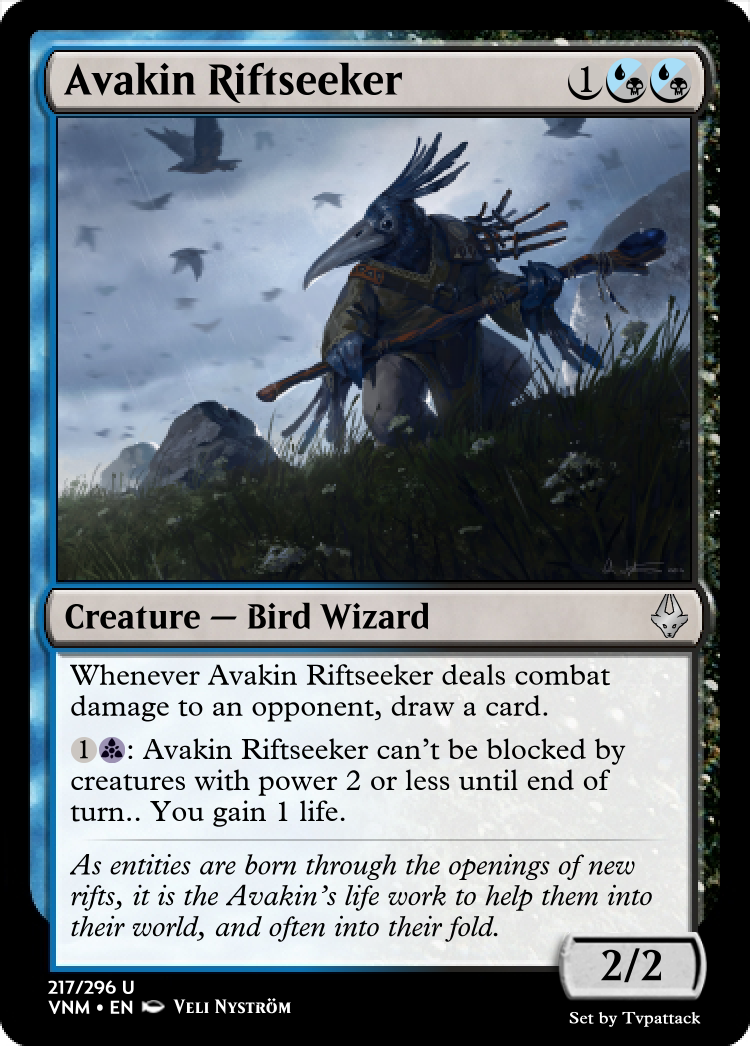 Avakin Riftseeker 1
Creature — Bird Wizard
Whenever Avakin Riftseeker deals combat
damage to an opponent, draw a card.
1: Avakin Riftseeker can't be blocked by
creatures with power 2 or less until end of
turn.. You gain 1 life.
As entities are born through the openings of new
rifts, it is the Avakin's life work to help them into
their world, and often into their fold.
2/2
217/296 U
VNM • EN Veli Nyström
Set by Tvpattack